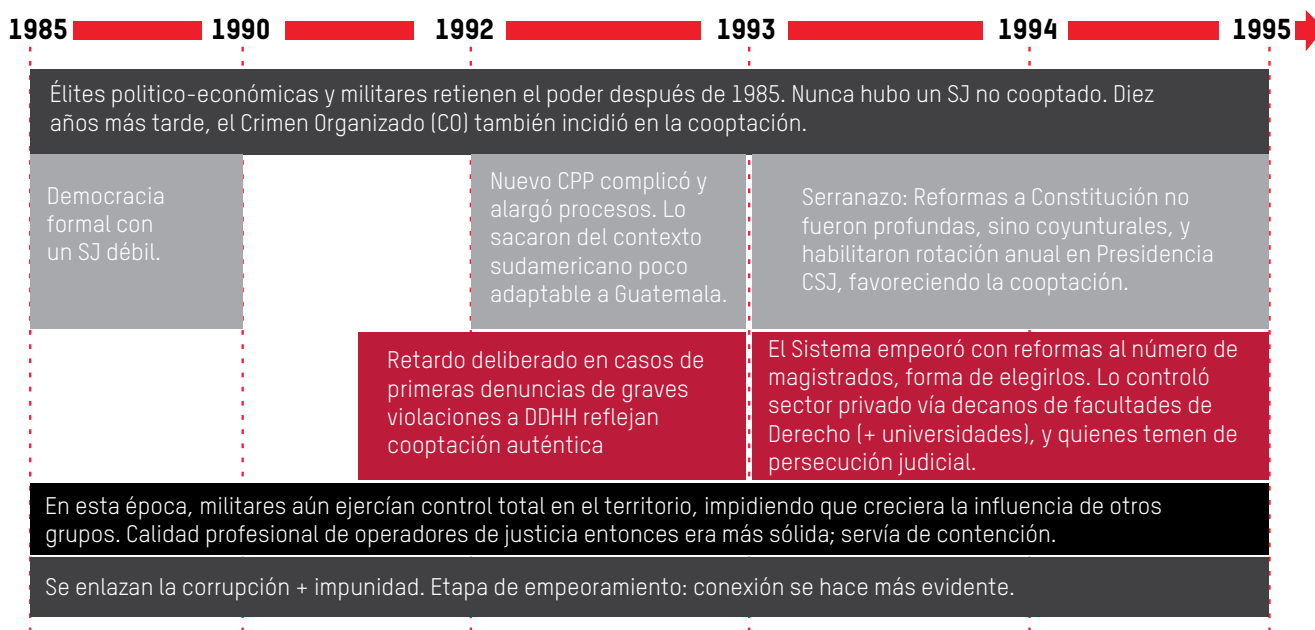 1985 1990 1992 1993 1994 1995
Élites politico-económicas y militares retienen el poder después de 1985. Nunca hubo un SJ no cooptado. Diez
años más tarde, el Crimen Organizado (CO) también incidió en la cooptación.
Democracia
formal con
un SJ débil.
Nuevo CPP complicó y
alargó procesos. Lo
sacaron del contexto
sudamericano poco
adaptable a Guatemala.
Serranazo: Reformas a Constitución no
fueron profundas, sino coyunturales, y
habilitaron rotación anual en Presidencia
CSJ, favoreciendo la cooptación.
Retardo deliberado en casos de
primeras denuncias de graves
violaciones a DDHH reflejan
cooptación auténtica
El Sistema empeoró con reformas al número de
magistrados, forma de elegirlos. Lo controló
sector privado vía decanos de facultades de
Derecho (+ universidades), y quienes temen de
persecución judicial.
En esta época, militares aún ejercían control total en el territorio, impidiendo que creciera la influencia de otros
grupos. Calidad profesional de operadores de justicia entonces era más sólida; servía de contención.
Se enlazan la corrupción + impunidad. Etapa de empeoramiento: conexión se hace más evidente.